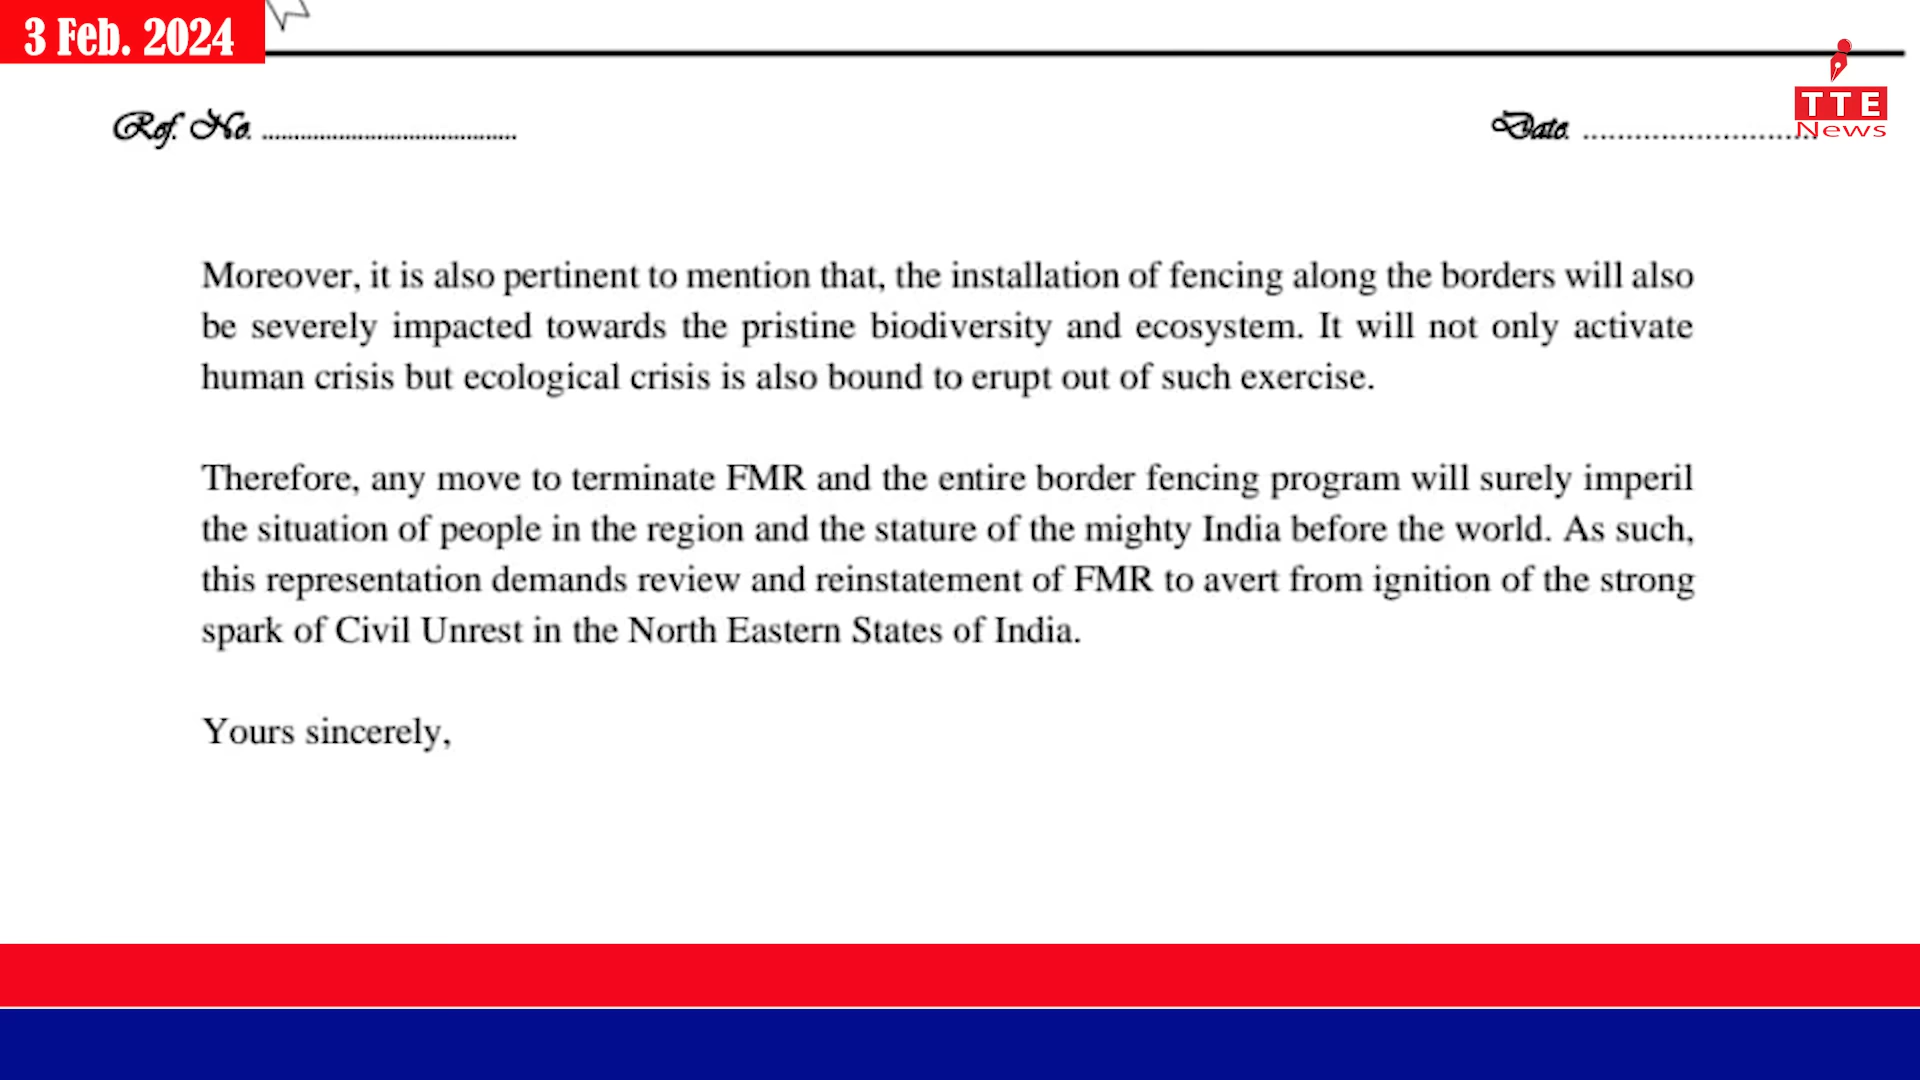 3 Feb. 2024
TTE
News
Ref. No. ..........................................
Date. ...........................
Moreover, it is also pertinent to mention that, the installation of fencing along the borders will also
be severely impacted towards the pristine biodiversity and ecosystem. It will not only activate
human crisis but ecological crisis is also bound to erupt out of such exercise.
Therefore, any move to terminate FMR and the entire border fencing program will surely imperil
the situation of people in the region and the stature of the mighty India before the world. As such,
this representation demands review and reinstatement of FMR to avert from ignition of the strong
spark of Civil Unrest in the North Eastern States of India.
Yours sincerely,